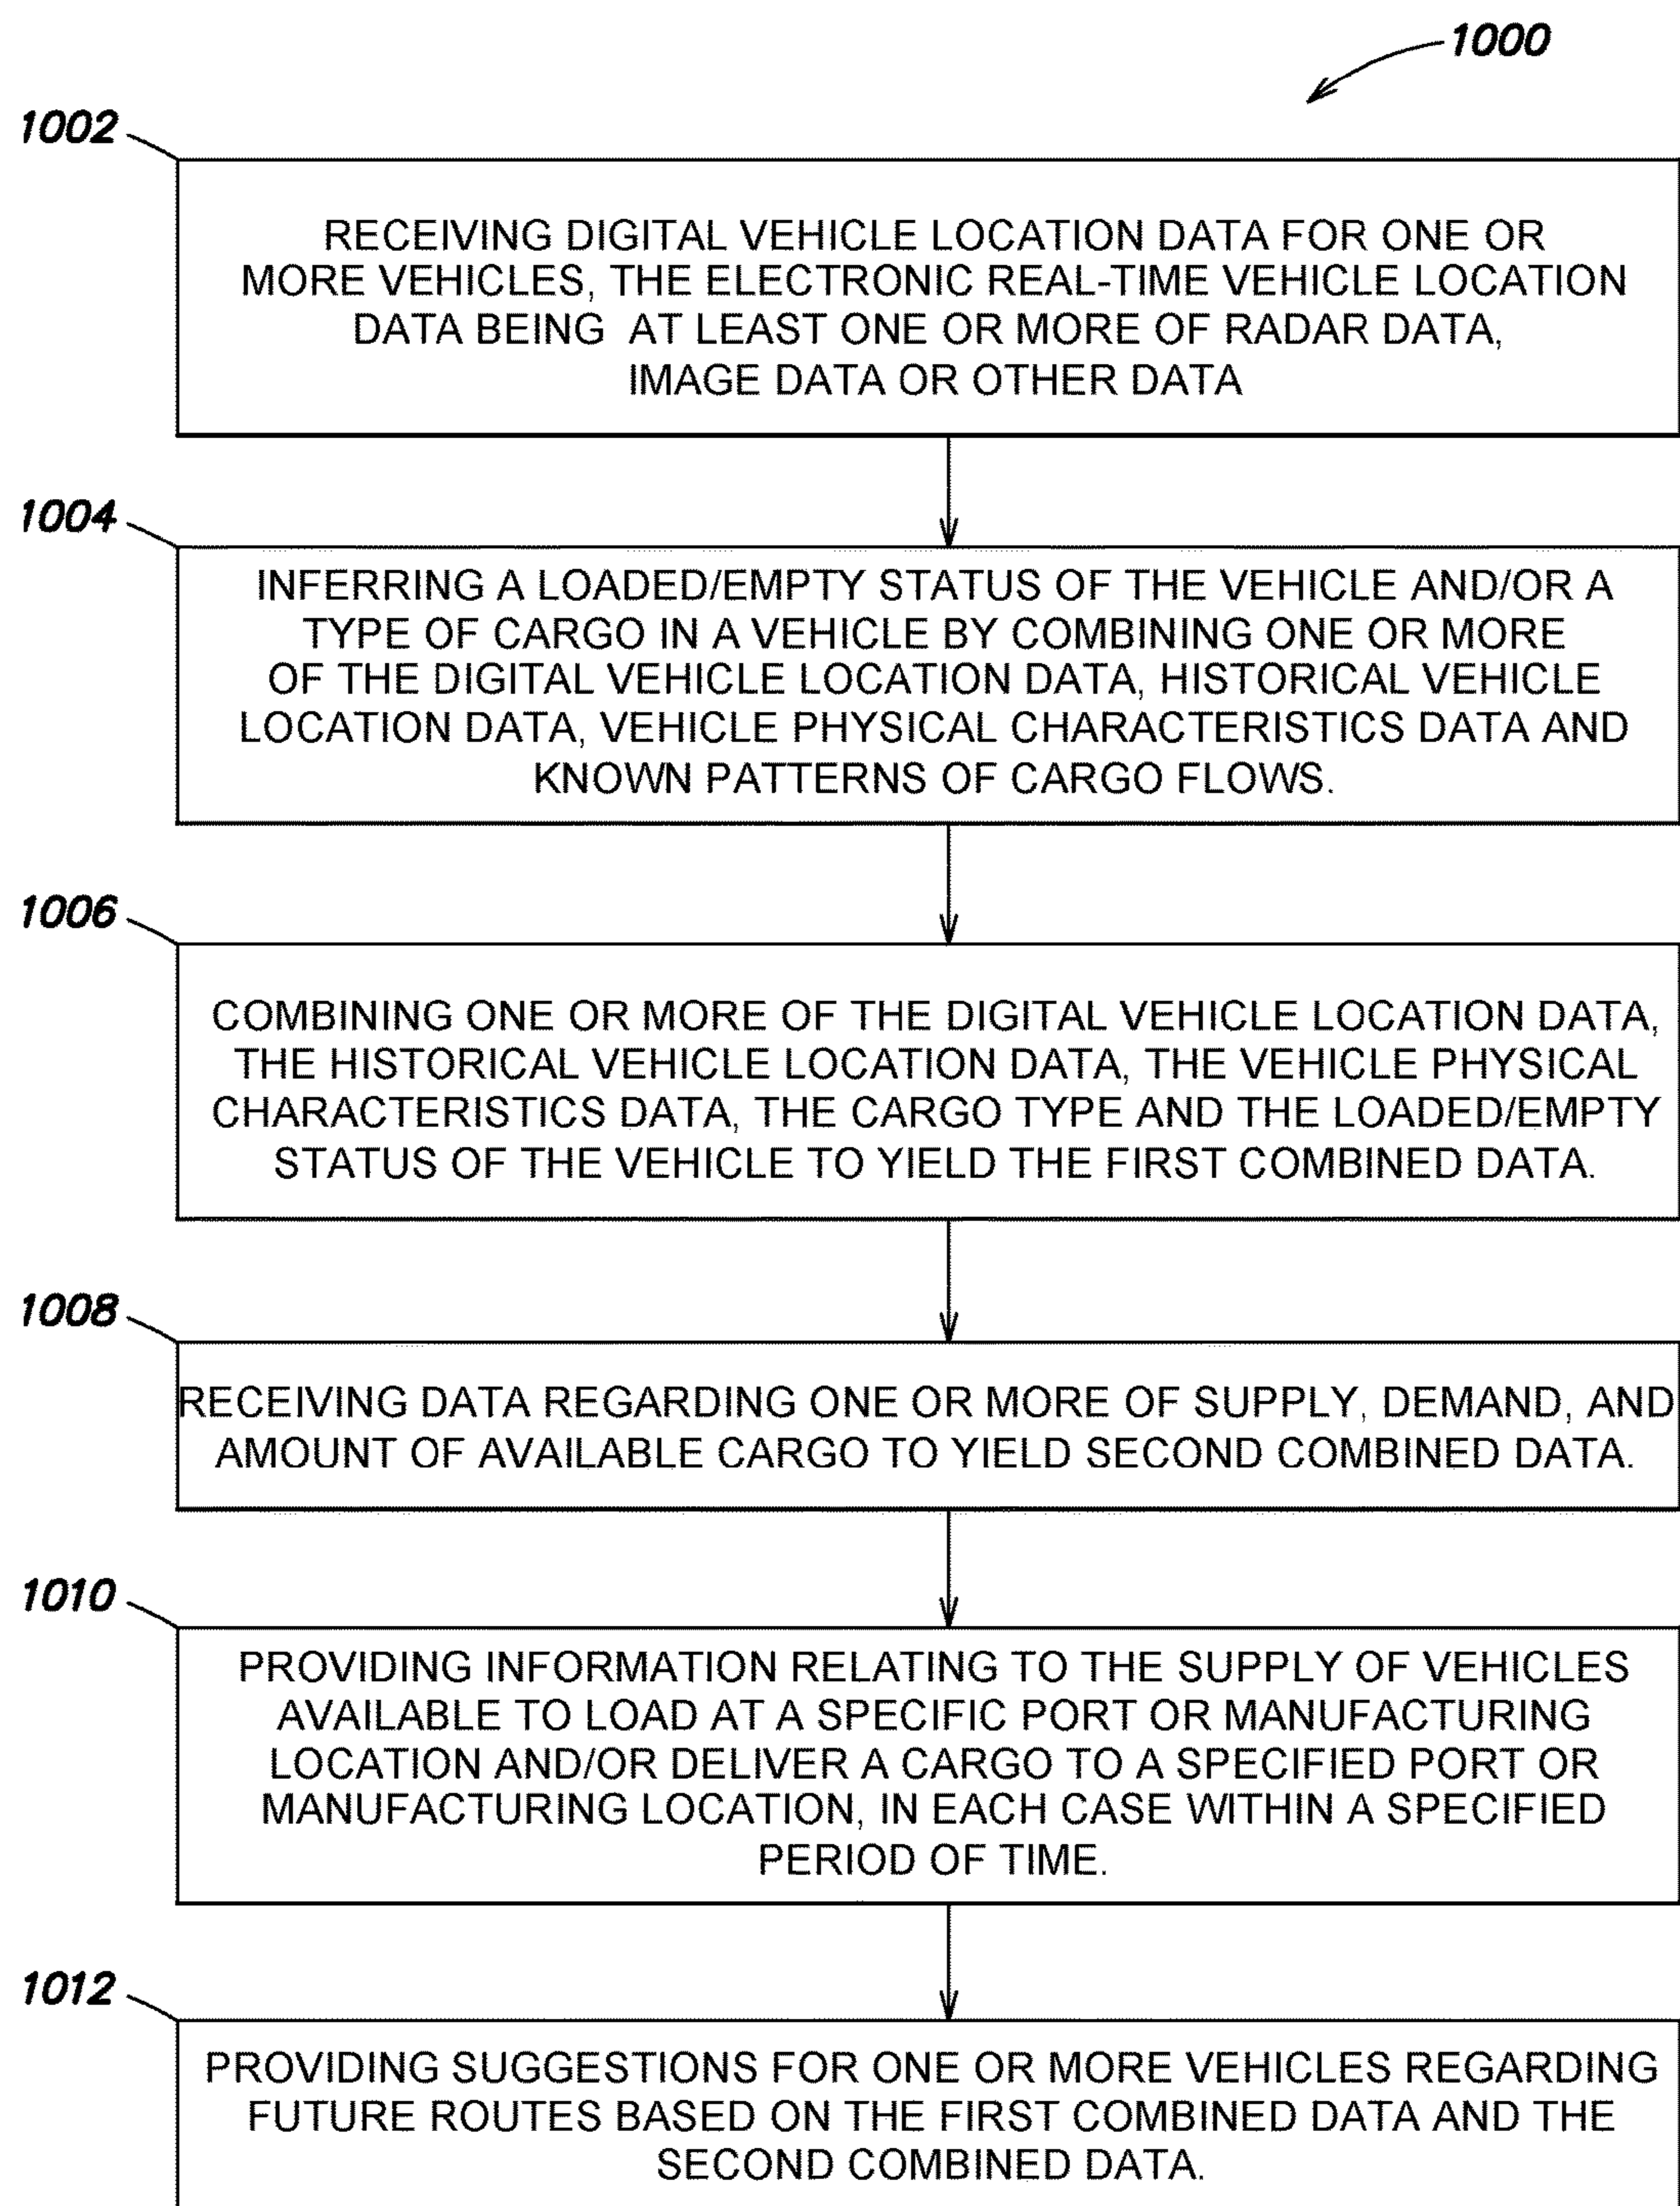 1000
1002
RECEIVING DIGITAL VEHICLE LOCATION DATA FOR ONE OR
MORE VEHICLES, THE ELECTRONIC REAL-TIME VEHICLE LOCATION
DATA BEING AT LEAST ONE OR MORE OF RADAR DATA,
IMAGE DATA OR OTHER DATA
1004
INFERRING A LOADED/EMPTY STATUS OF THE VEHICLE AND/OR A
TYPE OF CARGO IN A VEHICLE BY COMBINING ONE OR MORE
OF THE DIGITAL VEHICLE LOCATION DATA, HISTORICAL VEHICLE
LOCATION DATA, VEHICLE PHYSICAL CHARACTERISTICS DATA AND
KNOWN PATTERNS OF CARGO FLOWS.
1006
COMBINING ONE OR MORE OF THE DIGITAL VEHICLE LOCATION DATA,
THE HISTORICAL VEHICLE LOCATION DATA, THE VEHICLE PHYSICAL
CHARACTERISTICS DATA, THE CARGO TYPE AND THE LOADED/EMPTY
STATUS OF THE VEHICLE TO YIELD THE FIRST COMBINED DATA.
1008
RECEIVING DATA REGARDING ONE OR MORE OF SUPPLY, DEMAND, AND
AMOUNT OF AVAILABLE CARGO TO YIELD SECOND COMBINED DATA.
1010
PROVIDING INFORMATION RELATING TO THE SUPPLY OF VEHICLES
AVAILABLE TO LOAD AT A SPECIFIC PORT OR MANUFACTURING
LOCATION AND/OR DELIVER A CARGO TO A SPECIFIED PORT OR
MANUFACTURING LOCATION, IN EACH CASE WITHIN A SPECIFIED
PERIOD OF TIME.
1012
PROVIDING SUGGESTIONS FOR ONE OR MORE VEHICLES REGARDING
FUTURE ROUTES BASED ON THE FIRST COMBINED DATA AND THE
SECOND COMBINED DATA.